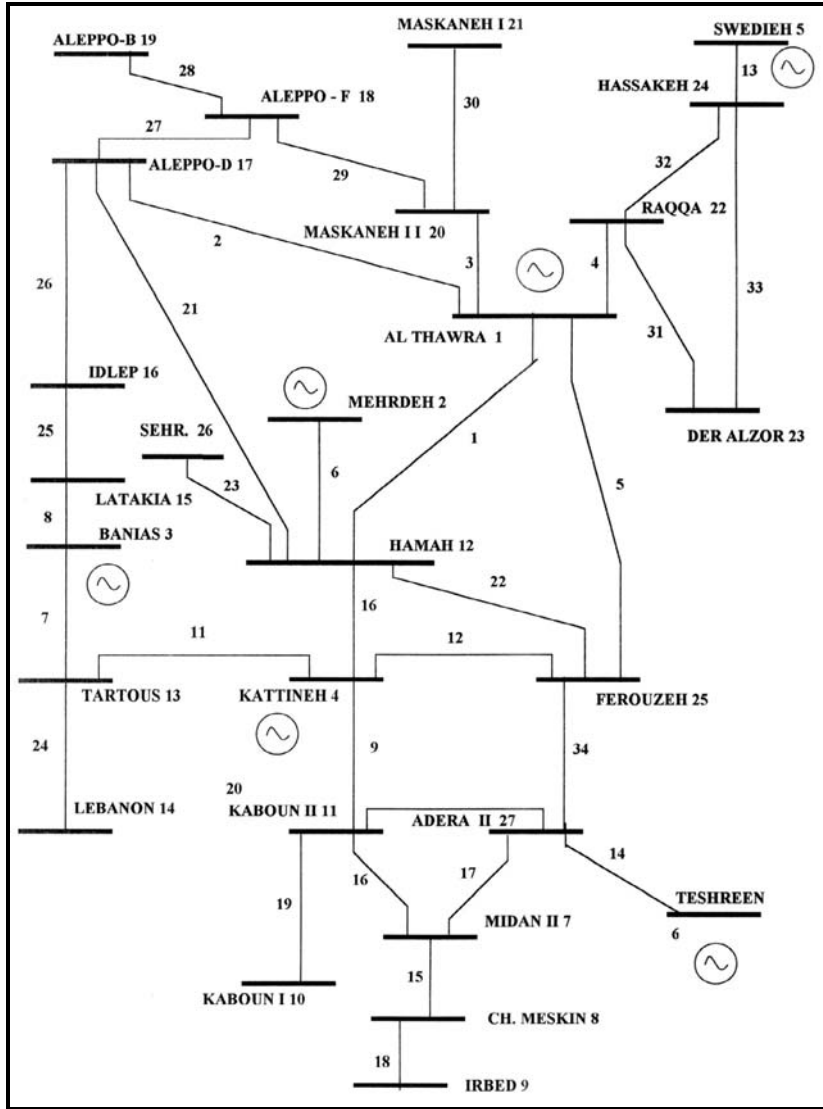 MASKANEH I 21
SWEDIEH 5
ALEPPO-B 19
28
13
HASSAKEH 24
ALEPPO - F 18
30
27
32
ALEPPO-D 17
29
RAQQA 22
MASKANEH I I 20
2
3
4
26
21
33
31
AL THAWRA 1
IDLEP 16
MEHRDEH 2
DER ALZOR 23
SEHR. 26
25
1
6
5
23
LATAKIA 15
8
BANIAS 3
HAMAH 12
22
16
7
11
12
TARTOUS 13
KATTINEH 4
FEROUZEH 25
24
9
34
20
LEBANON 14
KABOUN II 11
ADERA II 27
14
16
17
TESHREEN
19
MIDAN II 7
6
15
KABOUN I 10
CH. MESKIN 8
18
IRBED 9